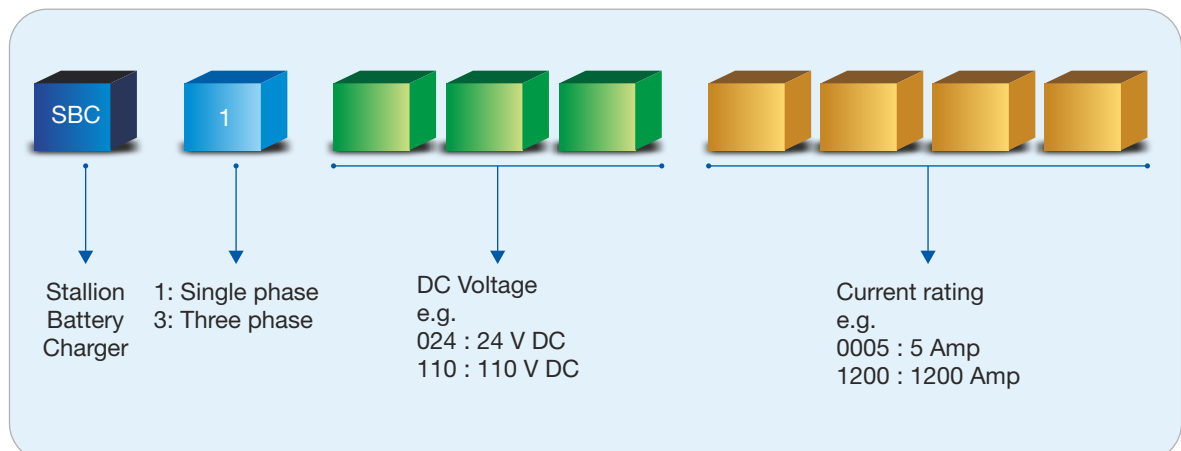 SBC
1
Stallion
Battery
Charger
1: Single phase
3: Three phase
DC Voltage
e.g.
024 : 24 V DC
110 : 110 V DC
Current rating
e.g.
0005 : 5 Amp
1200 : 1200 Amp